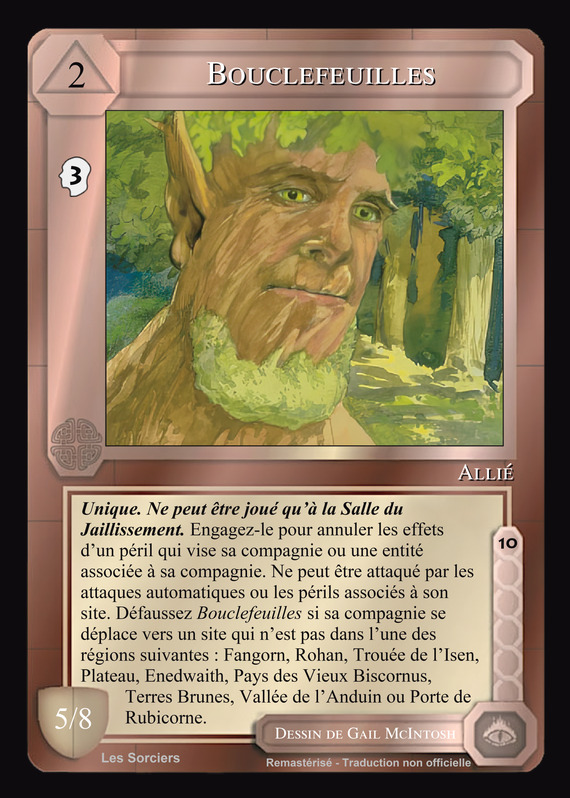 2
Bouclefeuilles
3
Allié
Unique. Ne peut être joué qu'à la Salle du
Jaillissement. Engagez-le pour annuler les effets
d'un péril qui vise sa compagnie ou une entité
associée à sa compagnie. Ne peut être attaqué par les
attaques automatiques ou les périls associés à son
site. Défaussez Bouclefeuilles si sa compagnie se
déplace vers un site qui n'est pas dans l'une des
régions suivantes : Fangorn, Rohan, Trouée de l'Isen,
Plateau, Enedwaith, Pays des Vieux Biscornus,
Terres Brunes, Vallée de l'Anduin ou Porte de
Rubicorne.
10
5/8
Dessin de Gail McIntosh
Les Sorciers
Remastérisé - Traduction non officielle